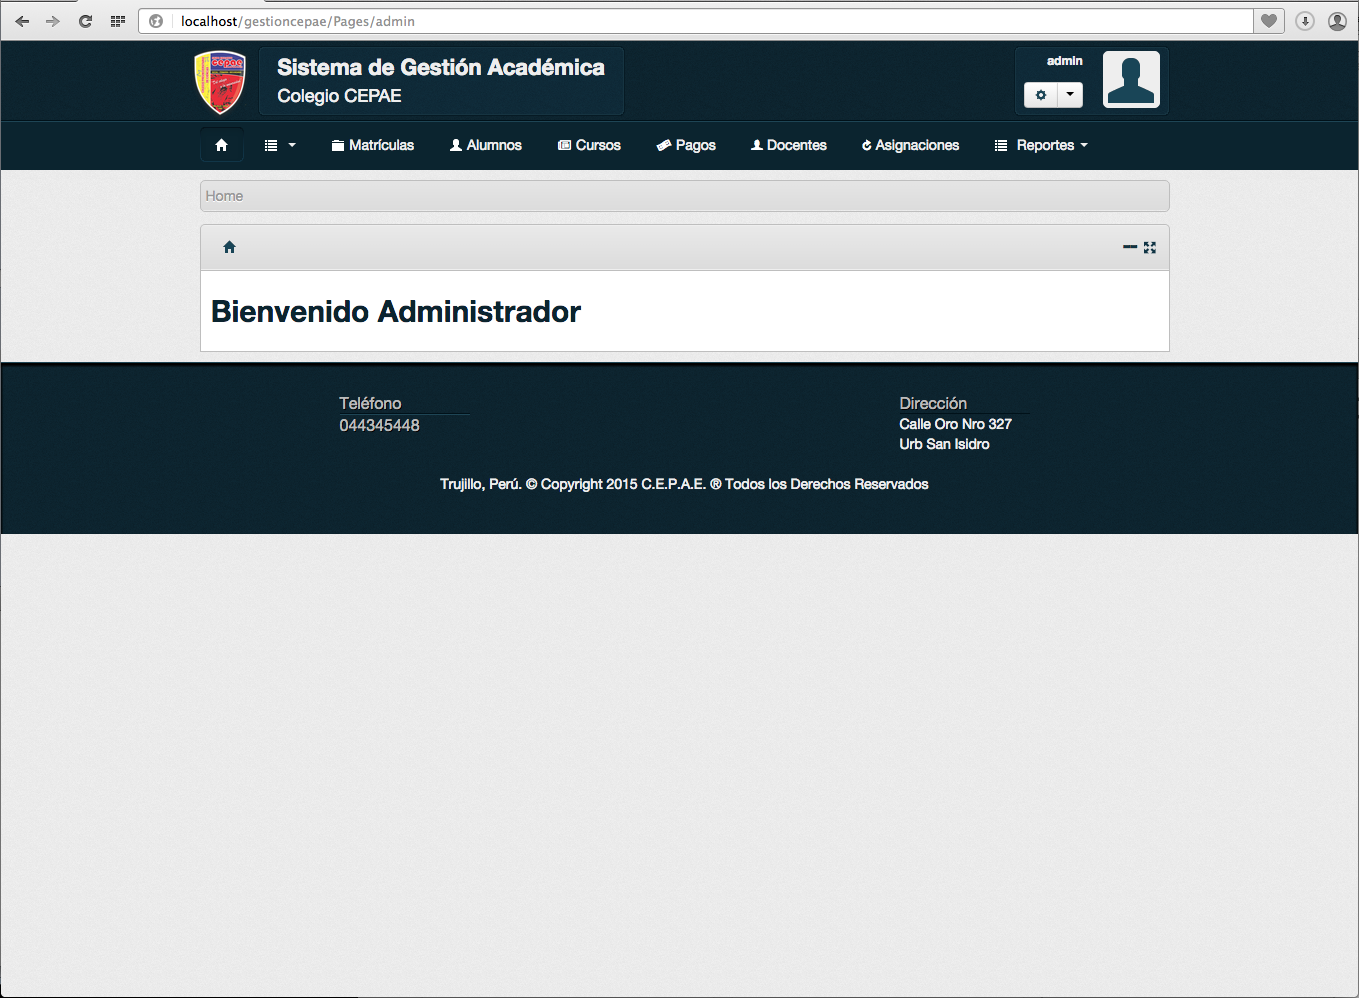 localhost/gestioncepae/Pages/admin
cepae
Sistema de Gestión Académica
Colegio CEPAE
admin
Matrículas Alumnos Cursos Pagos Docentes Asignaciones Reportes
Home
Bienvenido Administrador
Teléfono
044345448
Dirección
Calle Oro Nro 327
Urb San Isidro
Trujillo, Perú. © Copyright 2015 C.E.P.A.E. ® Todos los Derechos Reservados